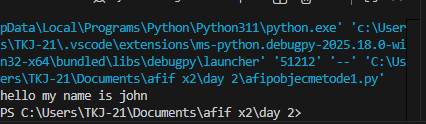 pData\Local\Programs\Python\Python311\python.exe' 'c:\User
s\TKJ-21\.vscode\extensions\ms-python.debugpy-2025.18.0-wi
n32-x64\bundled\libs\debugpy\launcher' '51212' '--' 'C:\Us
ers\TKJ-21\Documents\afif x2\day 2\afipobjecmetode1.py'
hello my name is john
PS C:\Users\TKJ-21\Documents\afif x2\day 2>